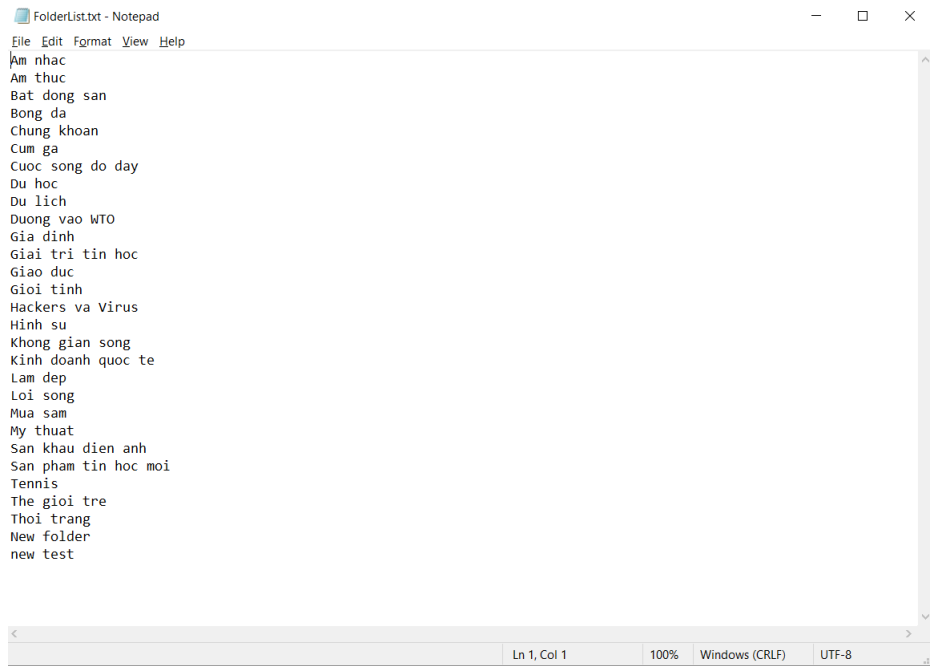 FolderList.txt - Notepad
File Edit Format View Help
Am nhac
Am thuc
Bat dong san
Bong da
Chung khoan
Cum ga
Cuoc song do day
Du hoc
Du lich
Duong vao WTO
Gia dinh
Giai tri tin hoc
Giao duc
Gioi tinh
Hackers va Virus
Hinh su
Khong gian song
Kinh doanh quoc te
Lam dep
Loi song
Mua sam
My thuat
San khau dien anh
San pham tin hoc moi
Tennis
The gioi tre
Thoi trang
New folder
new test
Ln 1, Col 1 100% Windows (CRLF) UTF-8